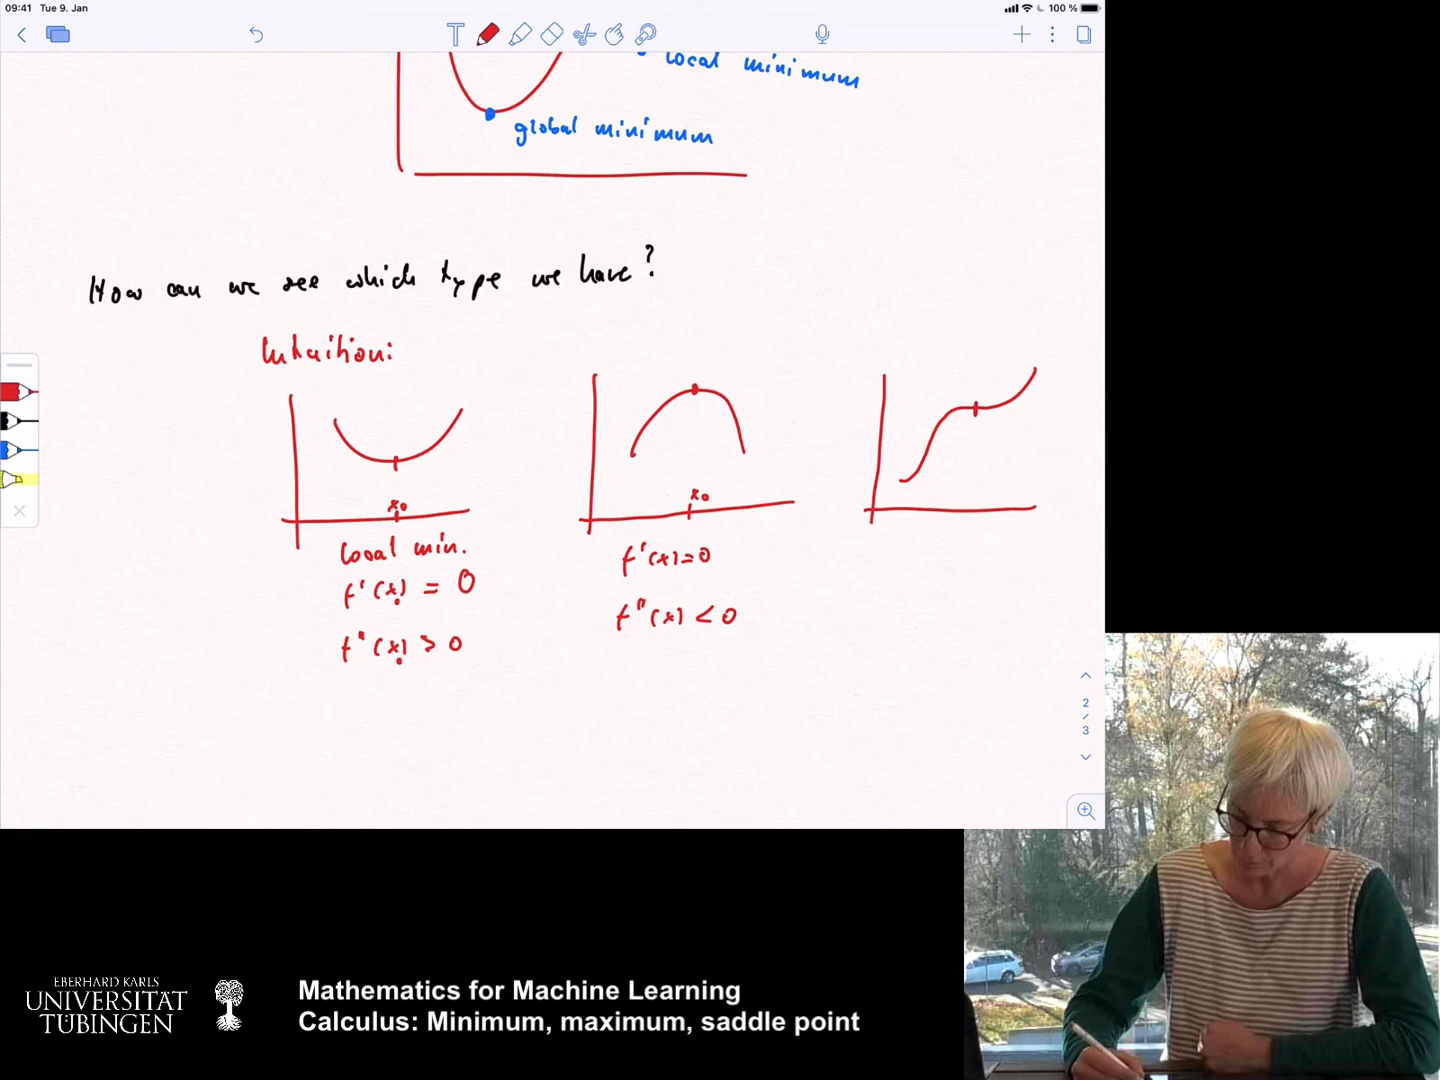 09:41 Tue 9. Jan
100 %
local minimum
global minimum
How can we see which type we have?
Intuition:
x₀
x₀
local min.
f'(x₀) = 0
f''(x₀) > 0
f'(x)=0
f''(x) < 0
2
/
3
EBERHARD KARLS
UNIVERSITÄT
TÜBINGEN
Mathematics for Machine Learning
Calculus: Minimum, maximum, saddle point